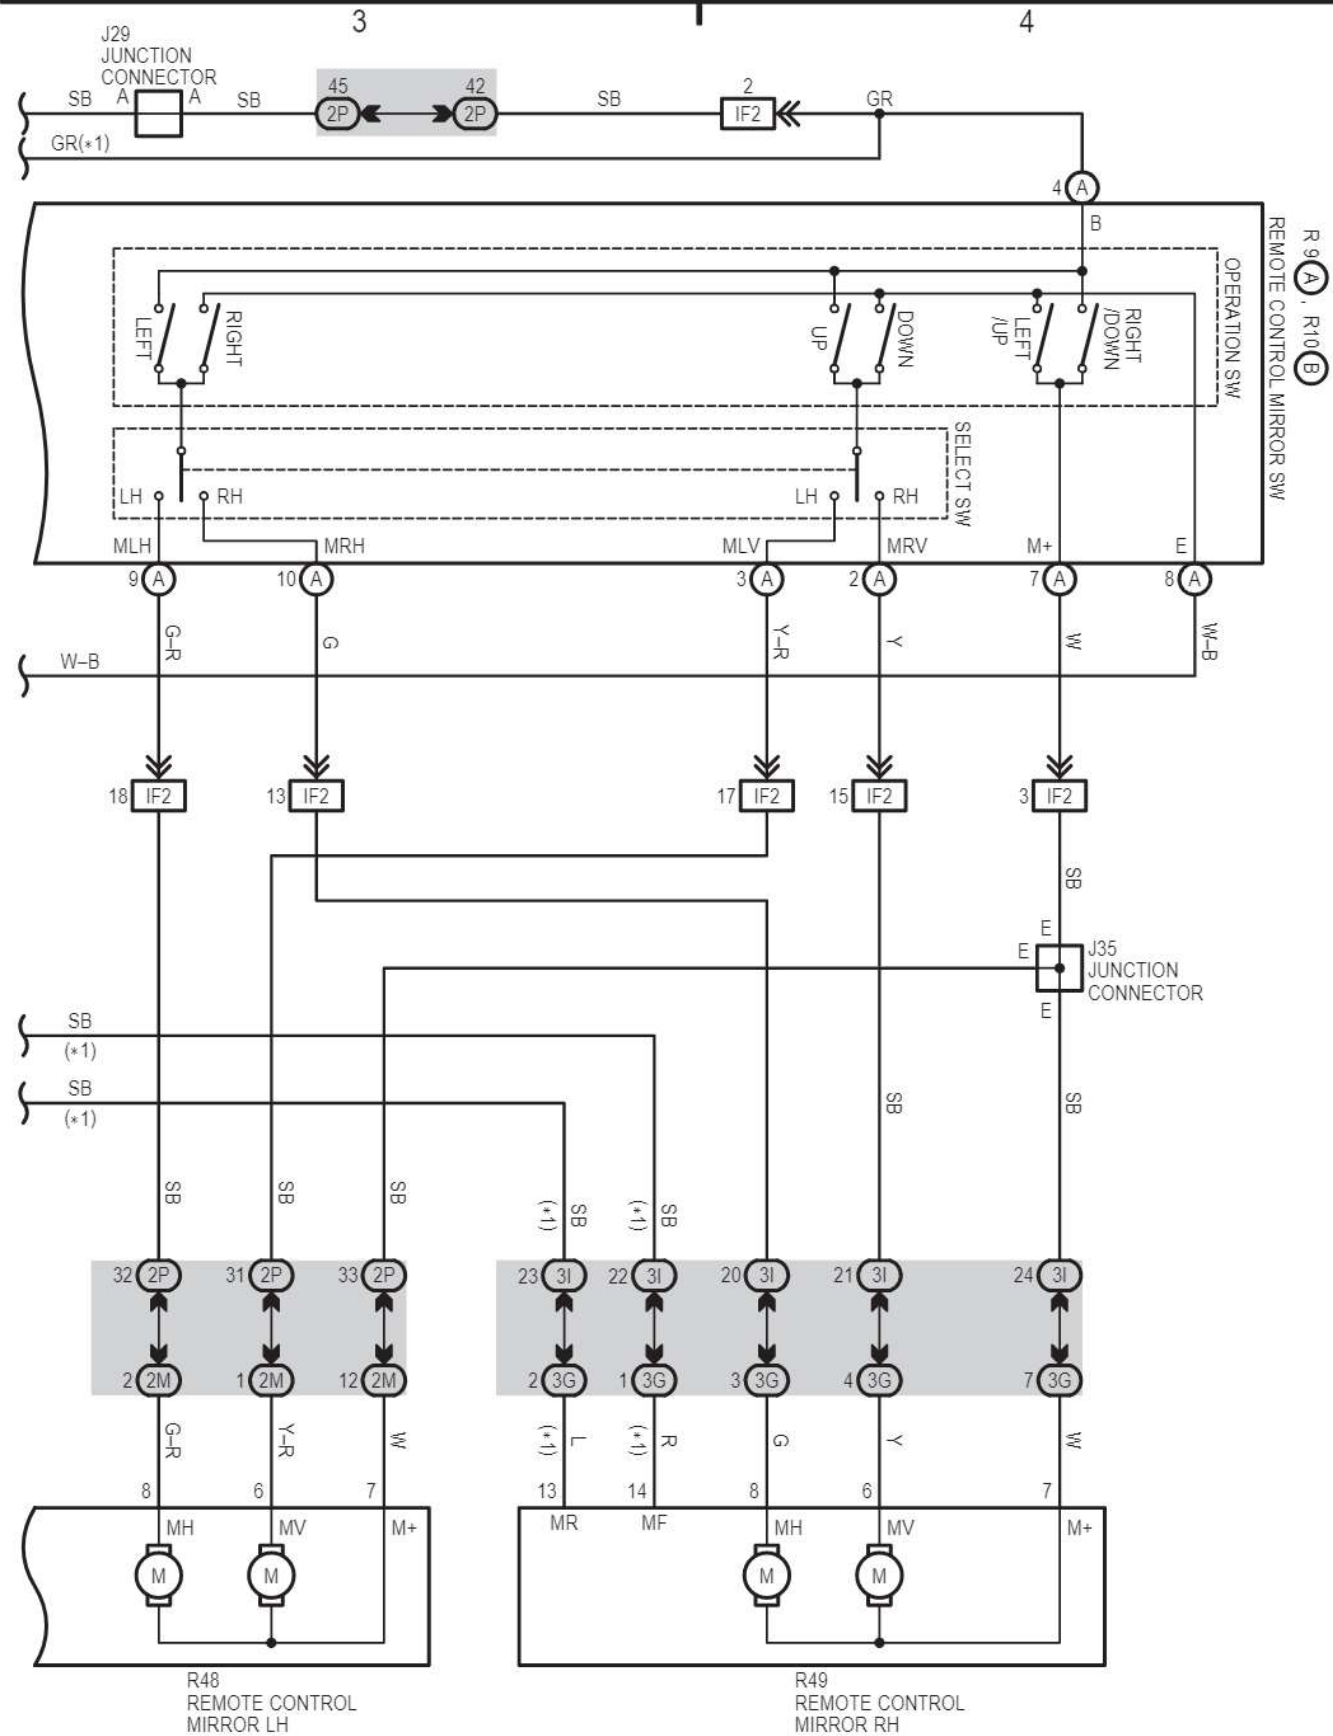 3
4
J29
JUNCTION
CONNECTOR
SB
A
A
SB
45
2P
42
2P
SB
2
IF2
GR
GR(*1)
4
A
B
R 9 A , R10 B
REMOTE CONTROL MIRROR SW
OPERATION SW
LEFT
RIGHT
UP
DOWN
LEFT
/UP
RIGHT
/DOWN
SELECT SW
LH
RH
LH
RH
MLH
MRH
MLV
MRV
M+
E
9 A
10 A
3 A
2 A
7 A
8 A
G–R
G
Y–R
Y
W
W–B
W–B
18 IF2
13 IF2
17 IF2
15 IF2
3 IF2
SB
E
E
J35
JUNCTION
CONNECTOR
E
SB
(*1)
SB
(*1)
SB
SB
SB
SB
SB
SB
(*1)
SB
(*1)
32 2P
31 2P
33 2P
23 3I
22 3I
20 3I
21 3I
24 3I
2 2M
1 2M
12 2M
2 3G
1 3G
3 3G
4 3G
7 3G
G–R
Y–R
W
L
(*1)
R
(*1)
G
Y
W
8
6
7
13
14
8
6
7
MH
MV
M+
MR
MF
MH
MV
M+
M
M
M
M
R48
REMOTE CONTROL
MIRROR LH
R49
REMOTE CONTROL
MIRROR RH